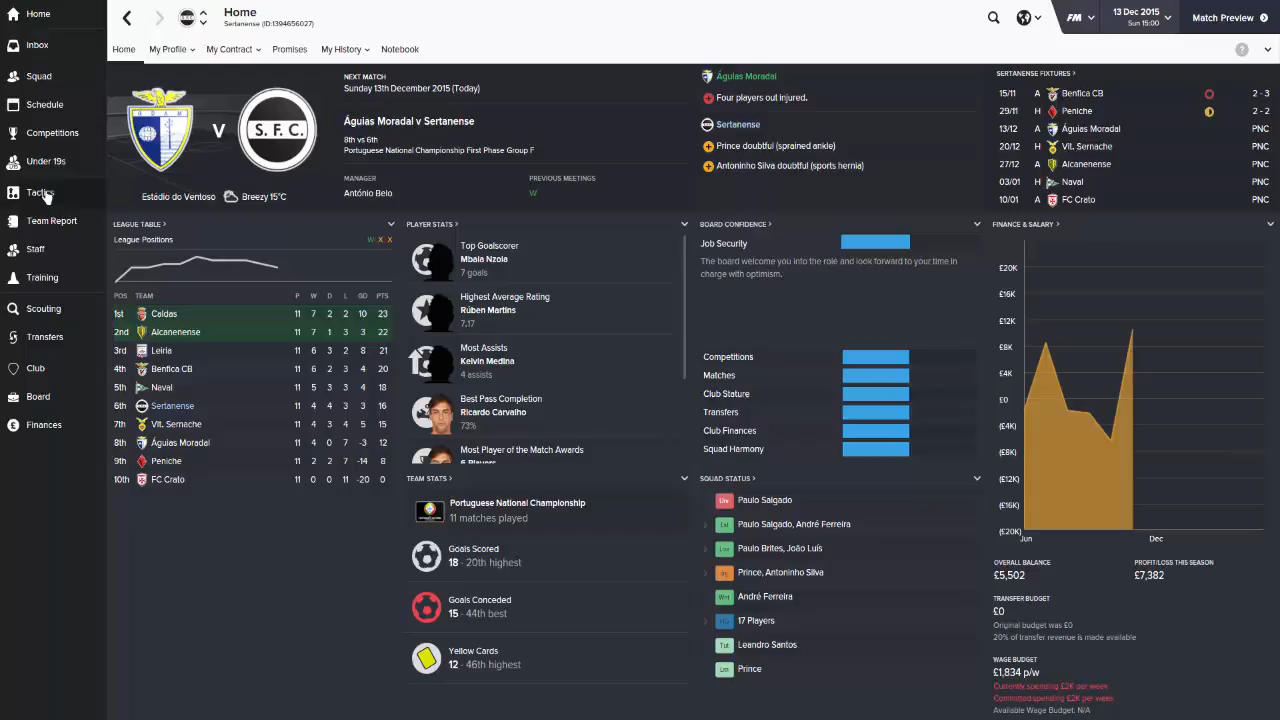 Home
Inbox
Squad
Schedule
Competitions
Under 19s
Tactics
Team Report
Staff
Training
Scouting
Transfers
Club
Board
Finances
Home
Sertanense (ID:1394656027)
FM
13 Dec 2015
Sun 15:00
Match Preview
Home
My Profile
My Contract
Promises
My History
Notebook
V
S.F.C.
Estádio do Ventoso
Breezy 15°C
NEXT MATCH
Sunday 13th December 2015 (Today)
Águias Moradal v Sertanense
8th vs 6th
Portuguese National Championship First Phase Group F
MANAGER
António Belo
PREVIOUS MEETINGS
W
Águias Moradal
Four players out injured.
Sertanense
Prince doubtful (sprained ankle)
Antoninho Silva doubtful (sports hernia)
SERTANENSE FIXTURES
15/11 A Benfica CB 2 - 3
29/11 H Peniche 2 - 2
13/12 A Águias Moradal PNC
20/12 H Vit. Sernache PNC
27/12 A Alcanenense PNC
03/01 H Naval PNC
10/01 A FC Crato PNC
LEAGUE TABLE
League Positions
W X X
POS TEAM P W D L GD PTS
1st Caldas 11 7 2 2 10 23
2nd Alcanenense 11 7 1 3 3 22
3rd Leiria 11 6 3 2 8 21
4th Benfica CB 11 6 2 3 4 20
5th Naval 11 5 3 3 4 18
6th Sertanense 11 4 4 3 3 16
7th Vit. Sernache 11 4 3 4 5 15
8th Águias Moradal 11 4 0 7 -3 12
9th Peniche 11 2 2 7 -14 8
10th FC Crato 11 0 0 11 -20 0
PLAYER STATS
Top Goalscorer
Mbala Nzola
7 goals
Highest Average Rating
Rúben Martins
7.17
Most Assists
Kelvin Medina
4 assists
Best Pass Completion
Ricardo Carvalho
73%
Most Player of the Match Awards
6 Players
TEAM STATS
Portuguese National Championship
11 matches played
Goals Scored
18 - 20th highest
Goals Conceded
15 - 44th best
Yellow Cards
12 - 46th highest
BOARD CONFIDENCE
Job Security
The board welcome you into the role and look forward to your time in
charge with optimism.
Competitions
Matches
Club Stature
Transfers
Club Finances
Squad Harmony
SQUAD STATUS
Paulo Salgado
Paulo Salgado, André Ferreira
Paulo Brites, João Luís
Inj Prince, Antoninho Silva
Wnt André Ferreira
17 Players
Tut Leandro Santos
Lrn Prince
FINANCE & SALARY
£20K
£16K
£12K
£8K
£4K
£0
(£4K)
(£8K)
(£12K)
(£16K)
(£20K)
Jun
Dec
OVERALL BALANCE
£5,502
PROFIT/LOSS THIS SEASON
£7,382
TRANSFER BUDGET
£0
Original budget was £0
20% of transfer revenue is made available
WAGE BUDGET
£1,834 p/w
Currently spending £2K per week
Committed spending £2K per week
Available Wage Budget: N/A